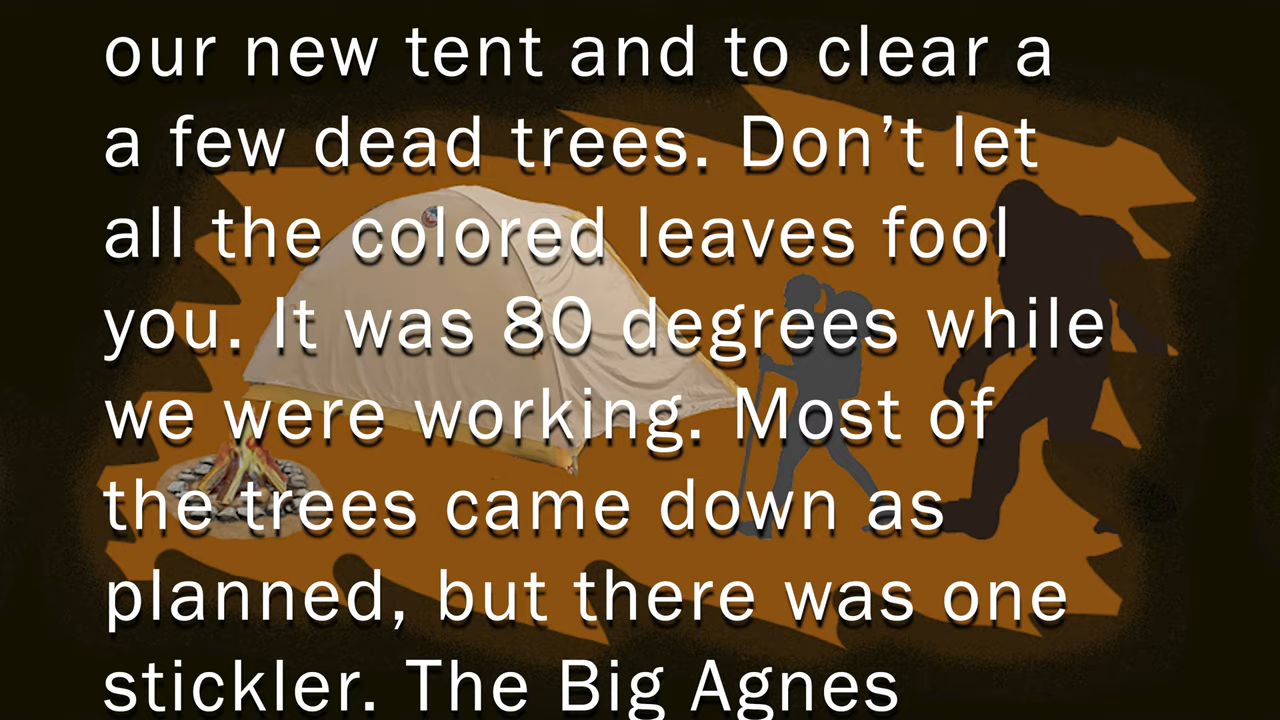 our new tent and to clear a
a few dead trees. Don’t let
all the colored leaves fool
you. It was 80 degrees while
we were working. Most of
the trees came down as
planned, but there was one
stickler. The Big Agnes